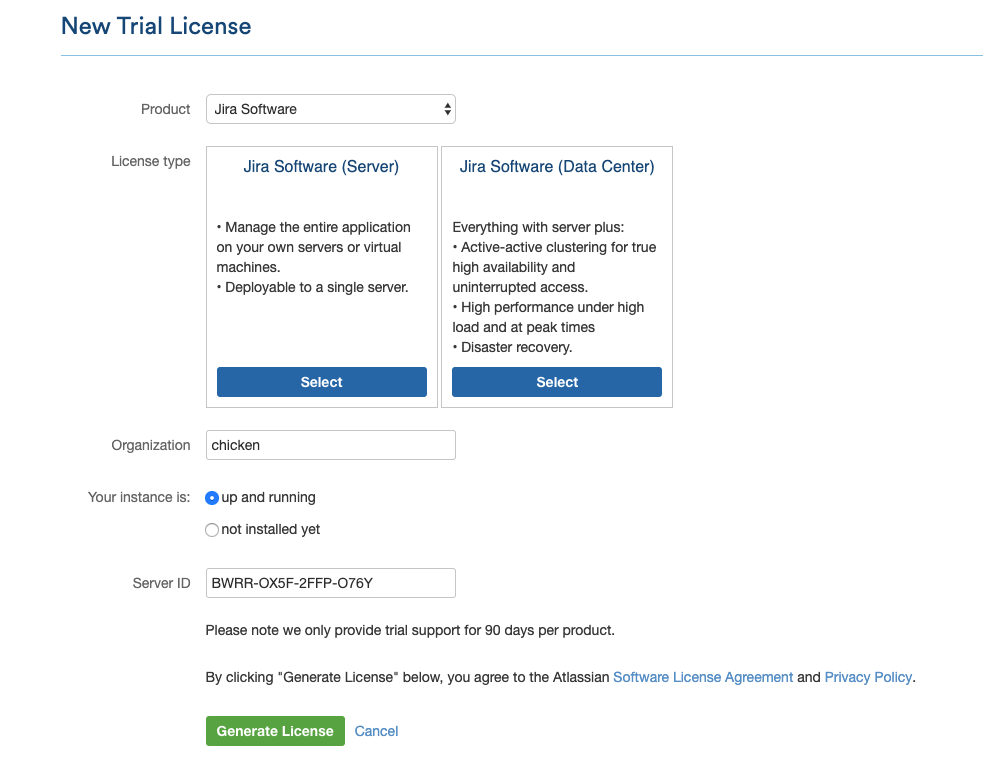 New Trial License
Product
Jira Software
License type
Jira Software (Server)
• Manage the entire application
on your own servers or virtual
machines.
• Deployable to a single server.
Select
Jira Software (Data Center)
Everything with server plus:
• Active-active clustering for true
high availability and
uninterrupted access.
• High performance under high
load and at peak times
• Disaster recovery.
Select
Organization
chicken
Your instance is:
up and running
not installed yet
Server ID
BWRR-OX5F-2FFP-O76Y
Please note we only provide trial support for 90 days per product.
By clicking "Generate License" below, you agree to the Atlassian Software License Agreement and Privacy Policy.
Generate License
Cancel